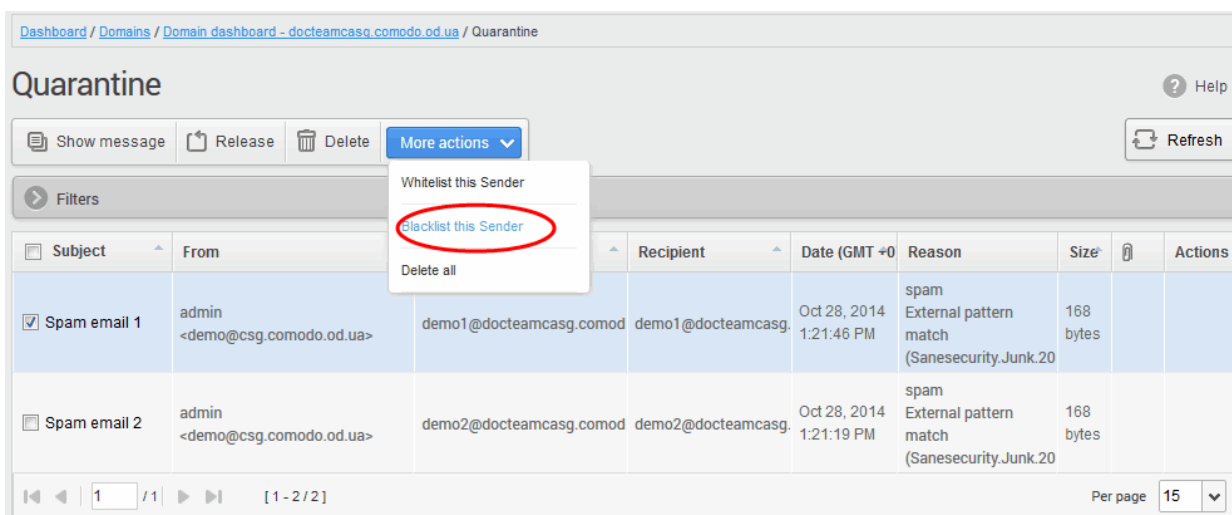 Dashboard / Domains / Domain dashboard - docteamcasg.comodo.od.ua / Quarantine
Quarantine
Help
Show message
Release
Delete
More actions
Refresh
Whitelist this Sender
Blacklist this Sender
Delete all
Filters
Subject
From
Recipient
Date (GMT +0
Reason
Size
Actions
Spam email 1
admin
<demo@csg.comodo.od.ua>
demo1@docteamcasg.comod
demo1@docteamcasg.
Oct 28, 2014
1:21:46 PM
spam
External pattern
match
(Sanesecurity.Junk.20
168
bytes
Spam email 2
admin
<demo@csg.comodo.od.ua>
demo2@docteamcasg.comod
demo2@docteamcasg.
Oct 28, 2014
1:21:19 PM
spam
External pattern
match
(Sanesecurity.Junk.20
168
bytes
1 / 1
[ 1 - 2 / 2 ]
Per page 15